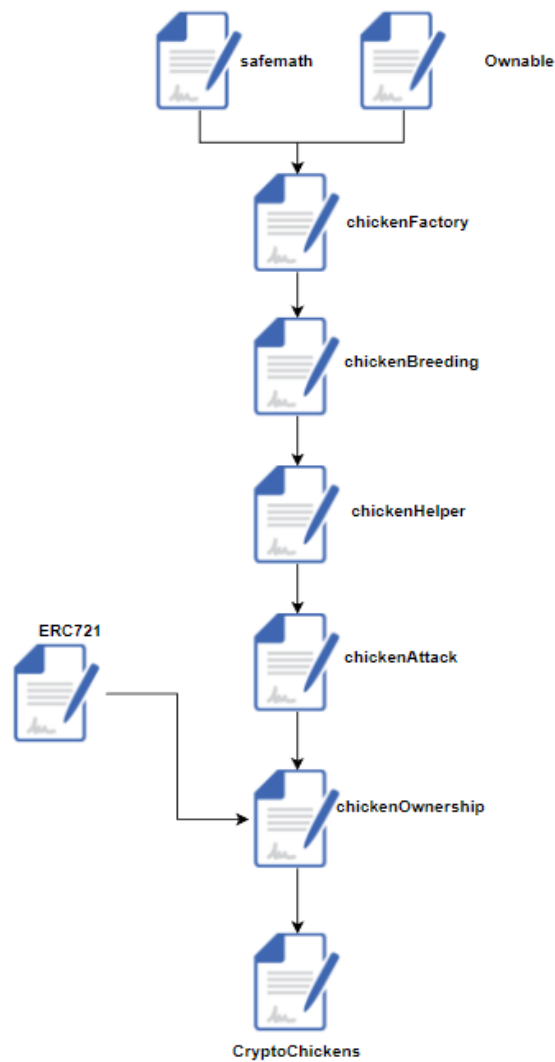 safemath
Ownable
chickenFactory
chickenBreeding
chickenHelper
ERC721
chickenAttack
chickenOwnership
CryptoChickens